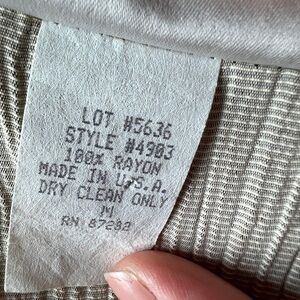 LOT #5636
STYLE #4903
100% RAYON
MADE IN U.S.A.
DRY CLEAN ONLY
M
RN 87282